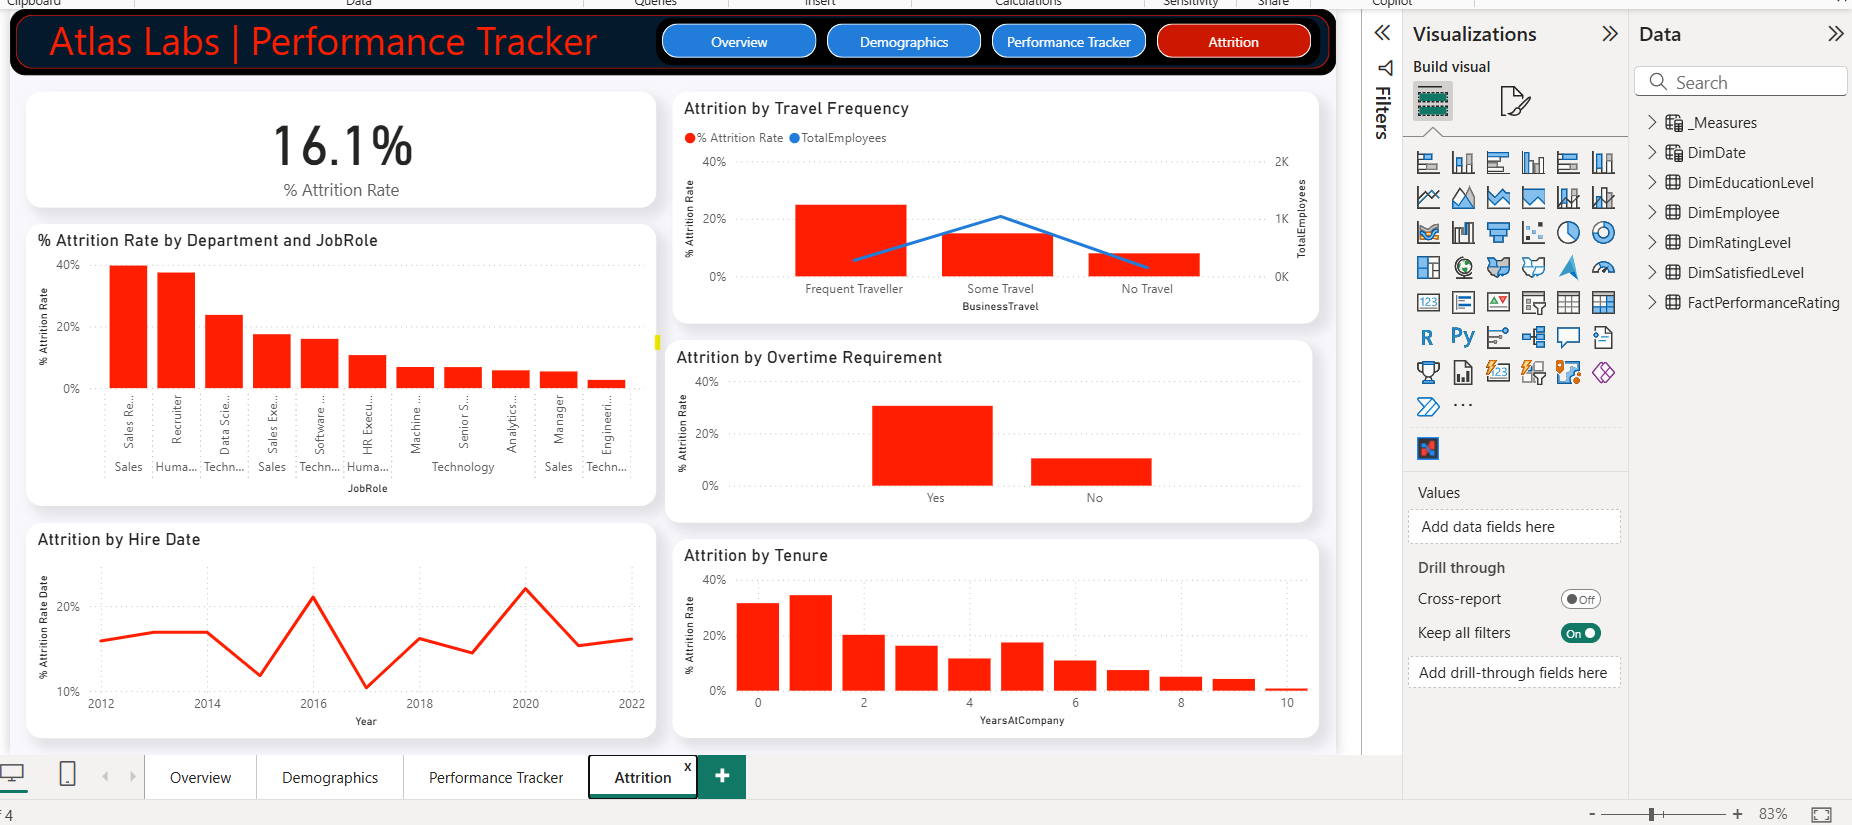 Clipboard
Data
Queries
Insert
Calculations
Sensitivity
Share
Copilot
Atlas Labs | Performance Tracker
Overview
Demographics
Performance Tracker
Attrition
16.1%
% Attrition Rate
% Attrition Rate by Department and JobRole
% Attrition Rate
40%
20%
0%
Sales Re...
Recruiter
Data Scie...
Sales Exe...
Software ...
HR Execu...
Machine ...
Senior S...
Analytics...
Manager
Engineeri...
Sales
Huma...
Techn...
Sales
Techn...
Huma...
Technology
Sales
Techn...
JobRole
Attrition by Hire Date
% Attrition Rate Date
20%
10%
2012
2014
2016
2018
2020
2022
Year
Attrition by Travel Frequency
% Attrition Rate
TotalEmployees
% Attrition Rate
40%
20%
0%
2K
1K
0K
TotalEmployees
Frequent Traveller
Some Travel
No Travel
BusinessTravel
Attrition by Overtime Requirement
% Attrition Rate
40%
20%
0%
Yes
No
Attrition by Tenure
% Attrition Rate
40%
20%
0%
0
2
4
6
8
10
YearsAtCompany
Filters
Visualizations
Build visual
123
R
Py
123
Values
Add data fields here
Drill through
Cross-report
Off
Keep all filters
On
Add drill-through fields here
Data
Search
_Measures
DimDate
DimEducationLevel
DimEmployee
DimRatingLevel
DimSatisfiedLevel
FactPerformanceRating
Overview
Demographics
Performance Tracker
Attrition
x
+
4
-
+
83%